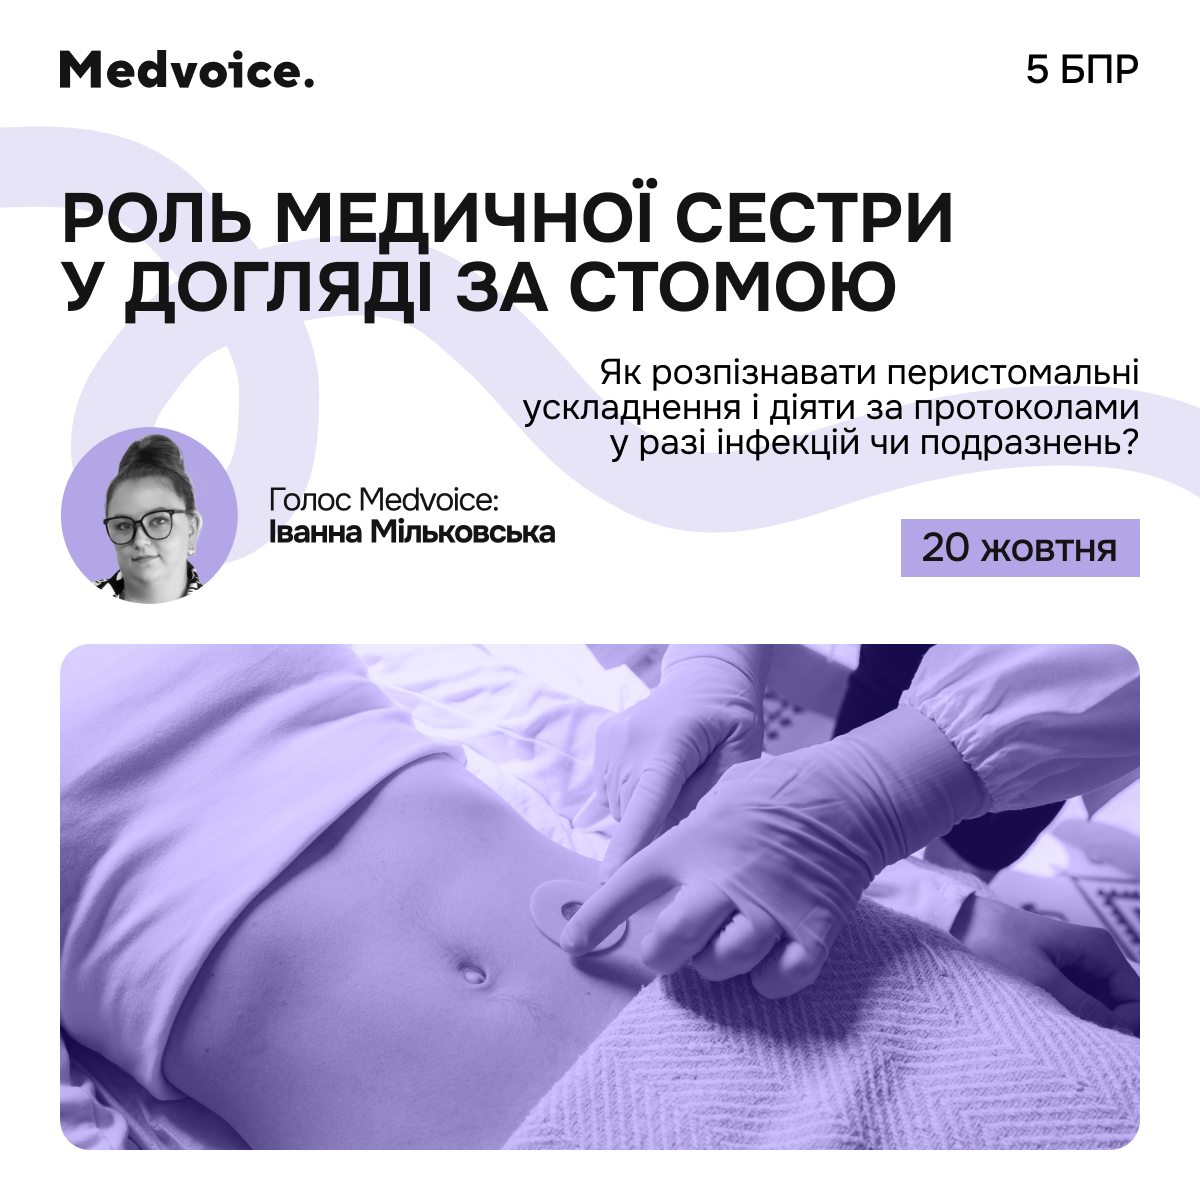 Medvoice.
5 БПР
РОЛЬ МЕДИЧНОЇ СЕСТРИ
У ДОГЛЯДІ ЗА СТОМОЮ
Як розпізнавати перистомальні
ускладнення і діяти за протоколами
у разі інфекцій чи подразнень?
Голос Medvoice:
Іванна Мільковська
20 жовтня